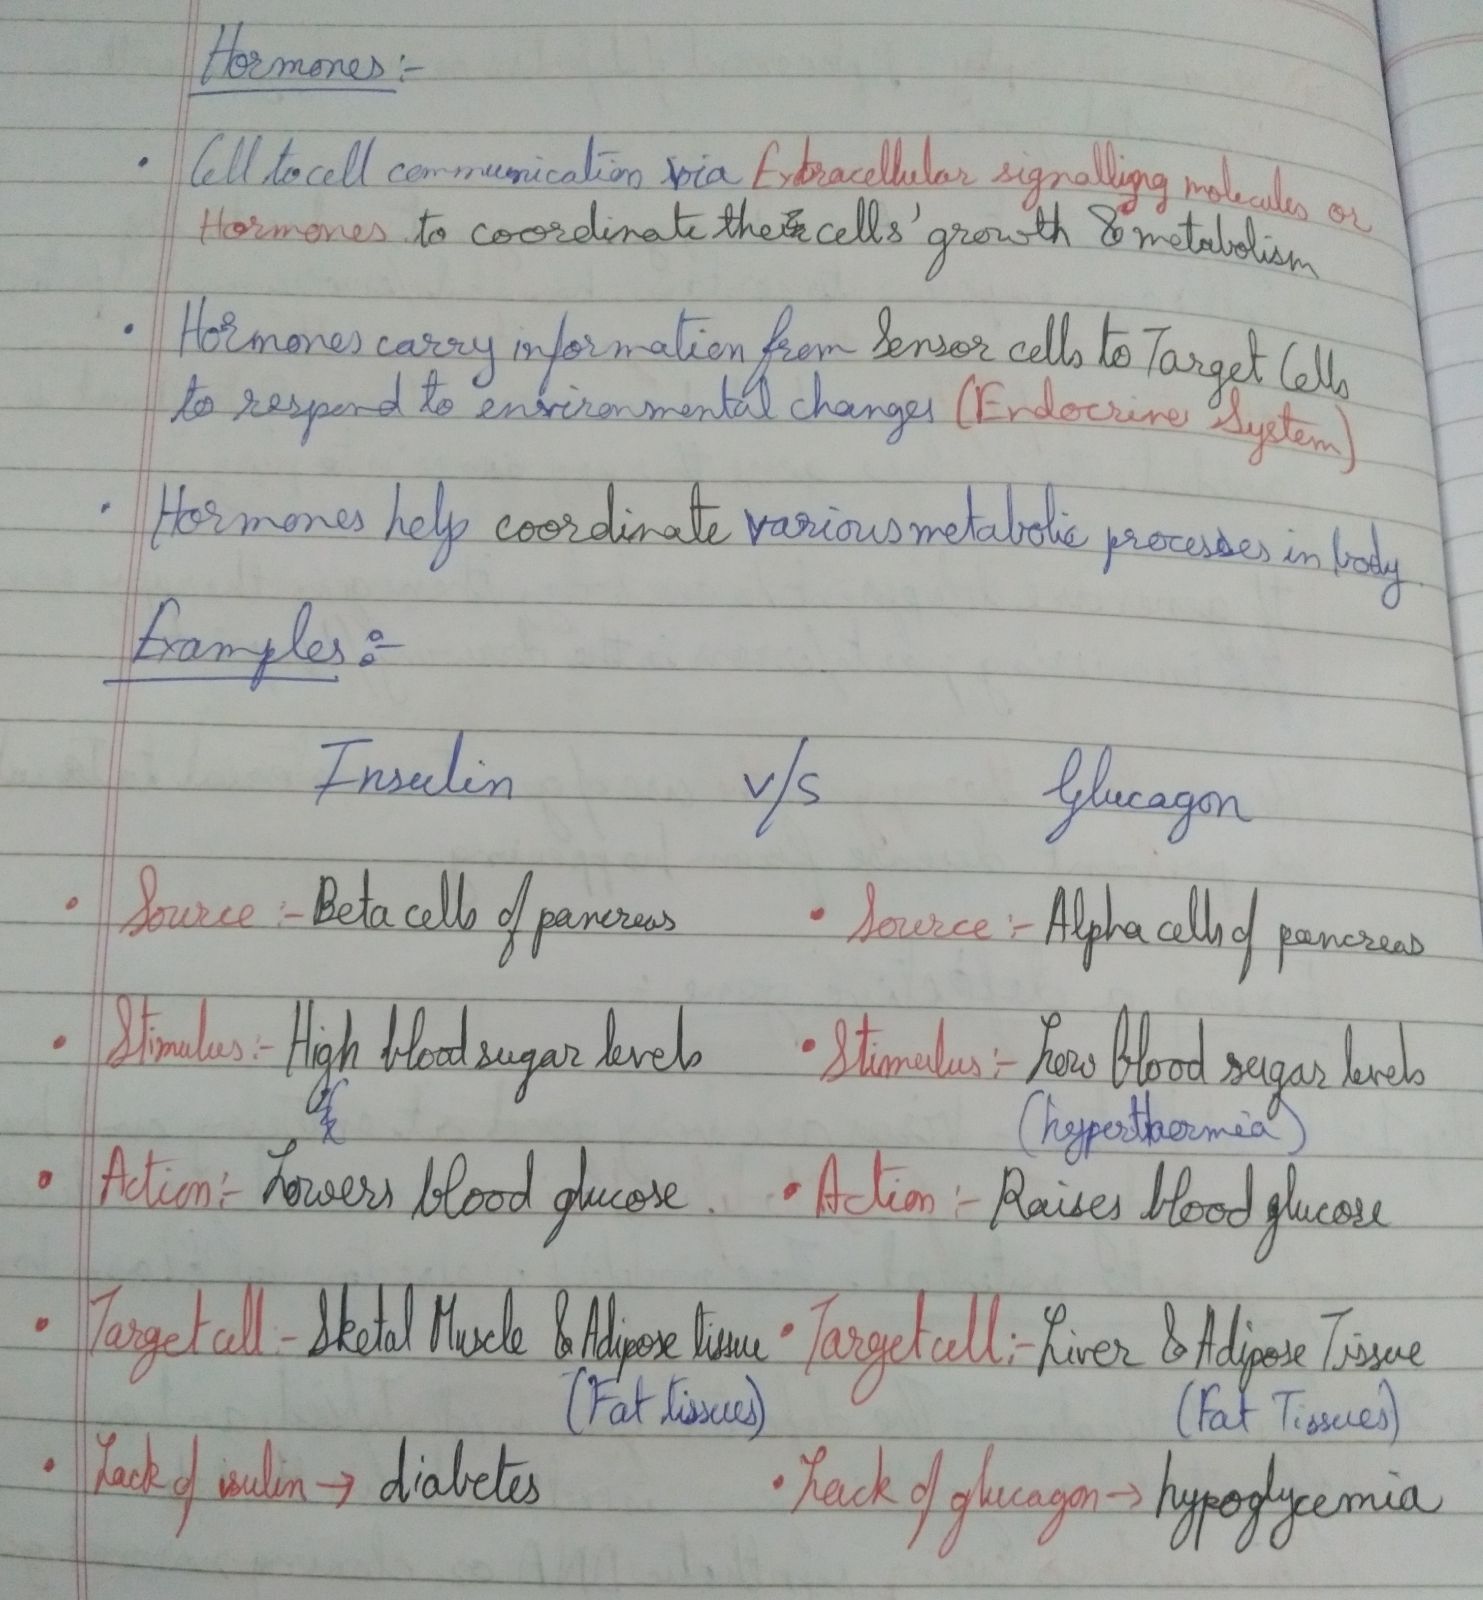 Hormones:-
• Cell to cell communication via Extracellular signalligng molecules or
Hormones to coordinate the cells' growth & metabolism
• Hormones carry information from Sensor cells to Target Cells
to respend to environmental changes (Endocrine System)
• Hormones help coordinate various metabolic processes in body.
Examples:-
Insulin v/s Glucagon
• Source :- Beta cells of pancreas • Source :- Alpha cells of pancreas
• Stimulus:- High blood sugar levels • Stimulus:- Low blood sugar levels
(hyperthermia)
• Action:- Lowers blood glucose. • Action:- Raises blood glucose
• Target cell - Sketal Muscle & Adipose tissue • Target cell:- Liver & Adipose Tissue
(Fat tissues) (Fat Tissues)
• Lack of isulin → diabetes • Lack of glucagon → hypoglycemia